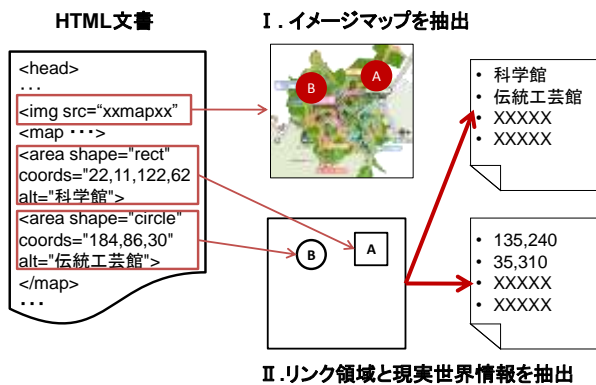 HTML文書
Ⅰ.イメージマップを抽出
<head>
...
<img src="xxmapxx"
<map ・・・>
<area shape="rect"
coords="22,11,122,62
alt="科学館">
<area shape="circle"
coords="184,86,30"
alt="伝統工芸館">
</map>
・・・
B
A
B
A
• 科学館
• 伝統工芸館
• XXXXX
• XXXXX
• 135,240
• 35,310
• XXXXX
• XXXXX
Ⅱ.リンク領域と現実世界情報を抽出